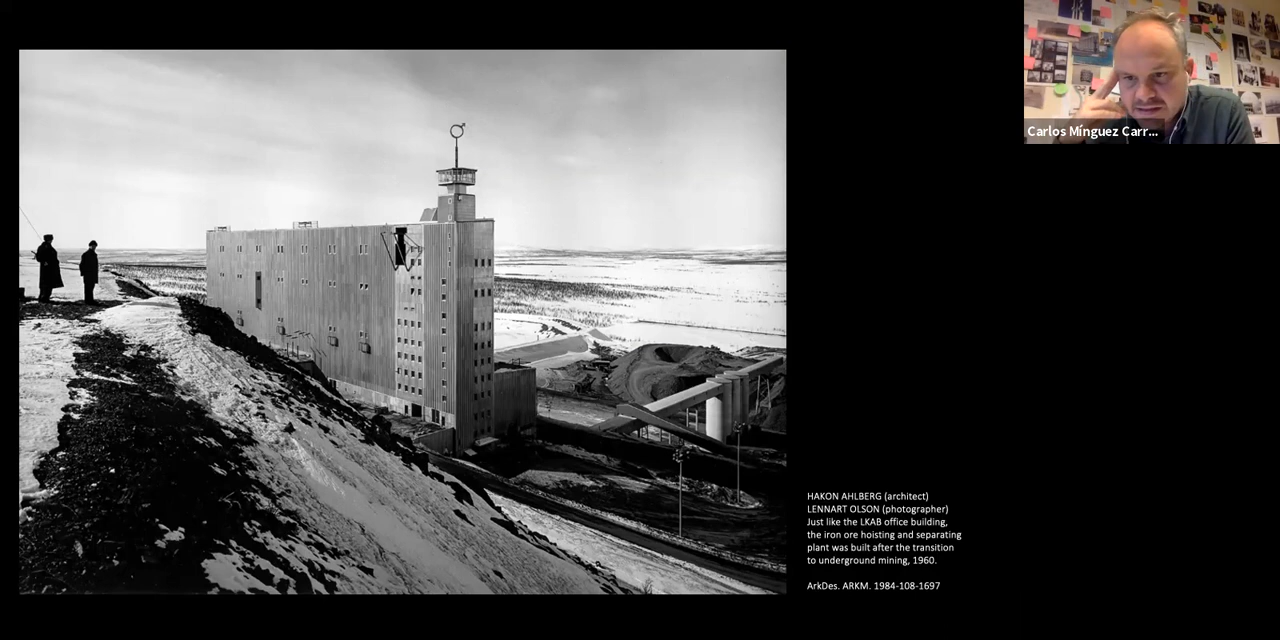 Carlos Mínguez Carr...
HAKON AHLBERG (architect)
LENNART OLSON (photographer)
Just like the LKAB office building,
the iron ore hoisting and separating
plant was built after the transition
to underground mining, 1960.
ArkDes. ARKM. 1984-108-1697